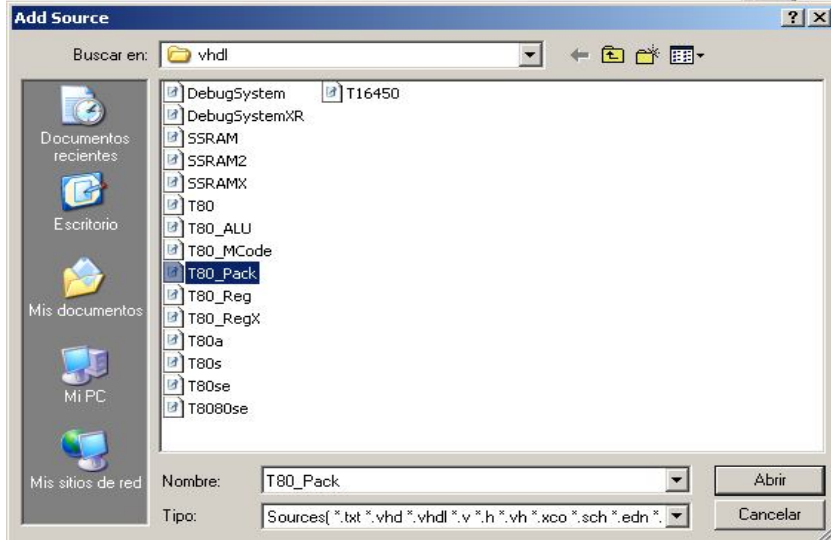 Add Source
Buscar en:
vhdl
Documentos
recientes
Escritorio
Mis documentos
Mi PC
Mis sitios de red
DebugSystem
DebugSystemXR
SSRAM
SSRAM2
SSRAMX
T80
T80_ALU
T80_MCode
T80_Pack
T80_Reg
T80_RegX
T80a
T80s
T80se
T8080se
T16450
Nombre:
T80_Pack
Abrir
Tipo:
Sources( *.txt *.vhd *.vhdl *.v *.h *.vh *.xco *.sch *.edn *.
Cancelar